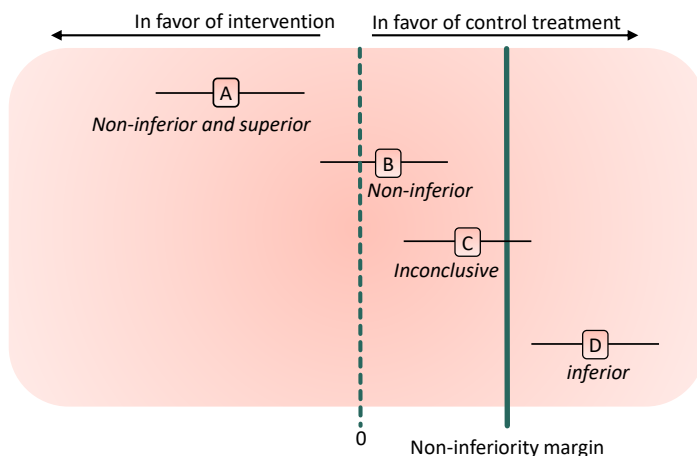 In favor of intervention
In favor of control treatment
A
Non-inferior and superior
B
Non-inferior
C
Inconclusive
D
inferior
0
Non-inferiority margin